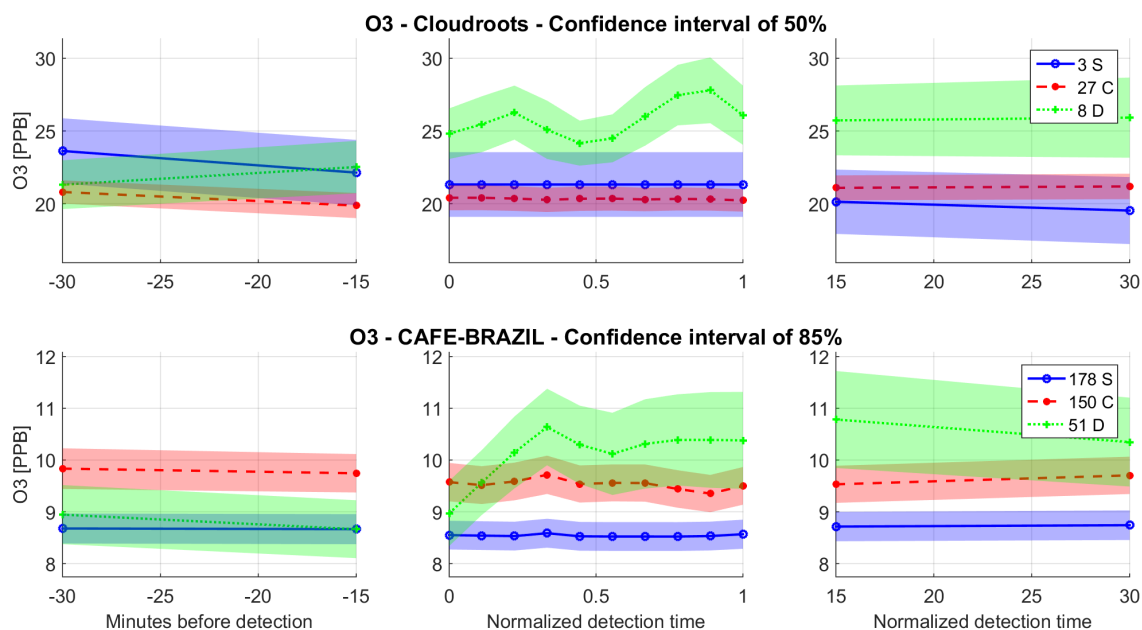 O3 - Cloudroots - Confidence interval of 50%
O3 [PPB]
30
25
20
-30 -25 -20 -15
30
25
20
0 0.5 1
30
25
20
15 20 25 30
3 S
27 C
8 D
O3 - CAFE-BRAZIL - Confidence interval of 85%
O3 [PPB]
12
11
10
9
8
-30 -25 -20 -15
Minutes before detection
12
11
10
9
8
0 0.5 1
Normalized detection time
12
11
10
9
8
15 20 25 30
Normalized detection time
178 S
150 C
51 D